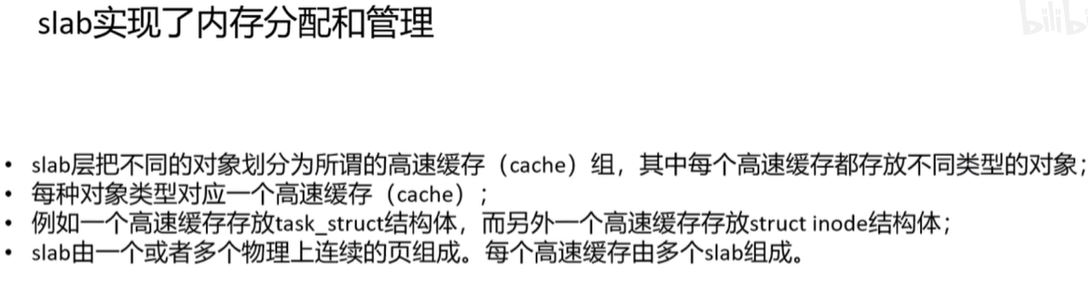 slab实现了内存分配和管理
bilibi
• slab层把不同的对象划分为所谓的高速缓存（cache）组，其中每个高速缓存都存放不同类型的对象；
• 每种对象类型对应一个高速缓存（cache）；
• 例如一个高速缓存存放task_struct结构体，而另外一个高速缓存存放struct inode结构体；
• slab由一个或者多个物理上连续的页组成。每个高速缓存由多个slab组成。